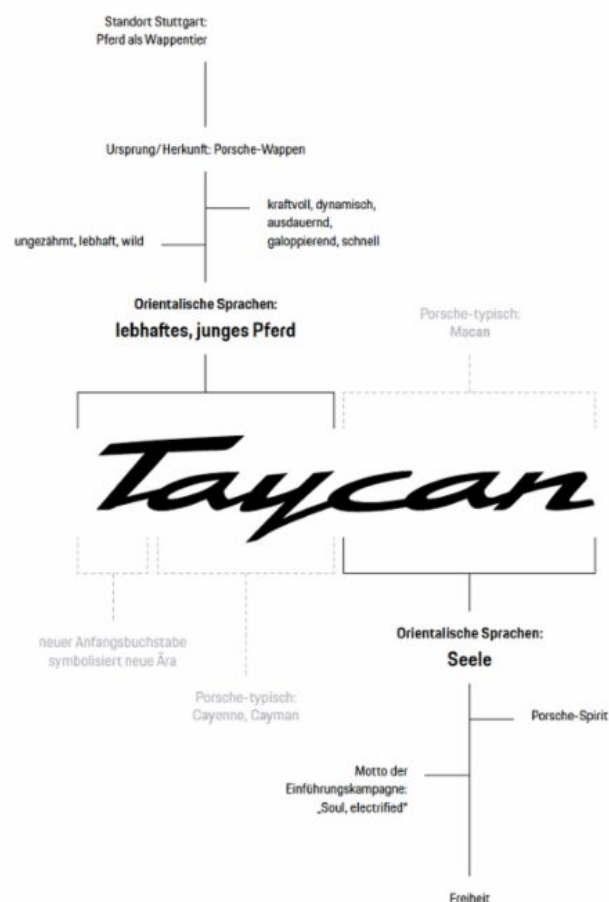 Standort Stuttgart:
Pferd als Wappentier
Ursprung/Herkunft: Porsche-Wappen
kraftvoll, dynamisch,
ausdauernd,
galoppierend, schnell
ungezähmt, lebhaft, wild
Orientalische Sprachen:
lebhaftes, junges Pferd
Porsche-typisch:
Macan
Taycan
neuer Anfangsbuchstabe
symbolisiert neue Ära
Porsche-typisch:
Cayenne, Cayman
Orientalische Sprachen:
Seele
Porsche-Spirit
Motto der
Einführungskampagne:
„Soul, electrified"
Freiheit